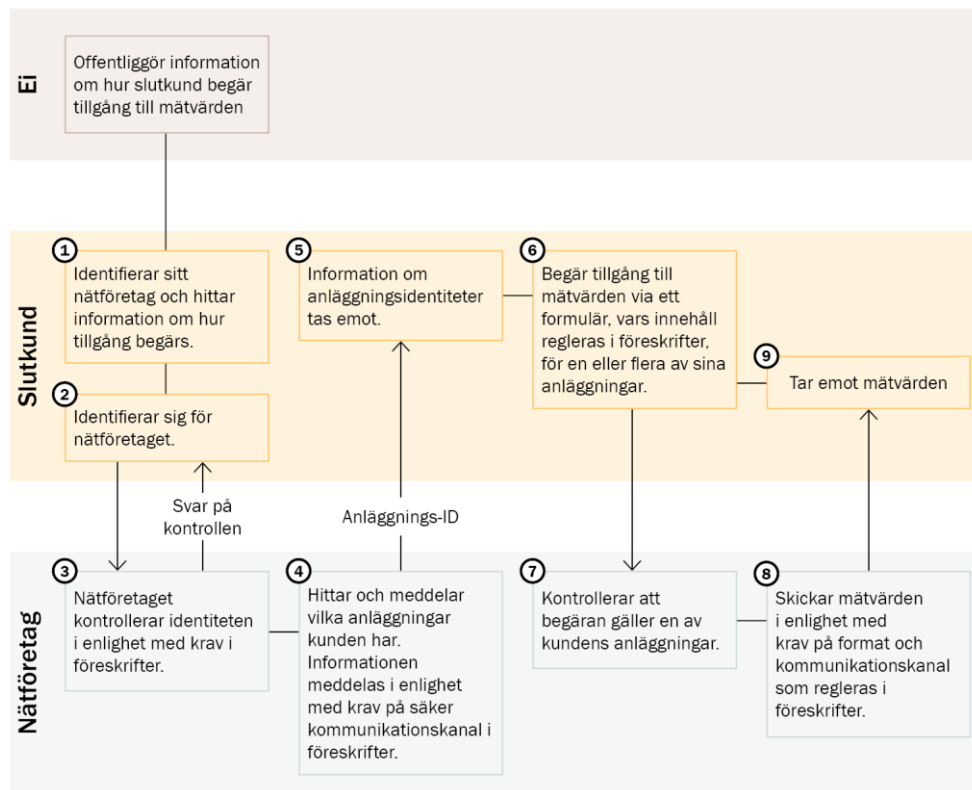 Ei
Offentliggör information
om hur slutkund begär
tillgång till mätvärden
Slutkund
1
Identifierar sitt
nätföretag och hittar
information om hur
tillgång begärs.
2
Identifierar sig för
nätföretaget.
5
Information om
anläggningsidentiteter
tas emot.
6
Begär tillgång till
mätvärden via ett
formulär, vars innehåll
regleras i föreskrifter,
för en eller flera av sina
anläggningar.
9
Tar emot mätvärden
Svar på
kontrollen
Anläggnings-ID
Nätföretag
3
Nätföretaget
kontrollerar identiteten
i enlighet med krav i
föreskrifter.
4
Hittar och meddelar
vilka anläggningar
kunden har.
Informationen
meddelas i enlighet
med krav på säker
kommunikationskanal i
föreskrifter.
7
Kontrollerar att
begäran gäller en av
kundens anläggningar.
8
Skickar mätvärden
i enlighet med
krav på format och
kommunikationskanal
som regleras i
föreskrifter.